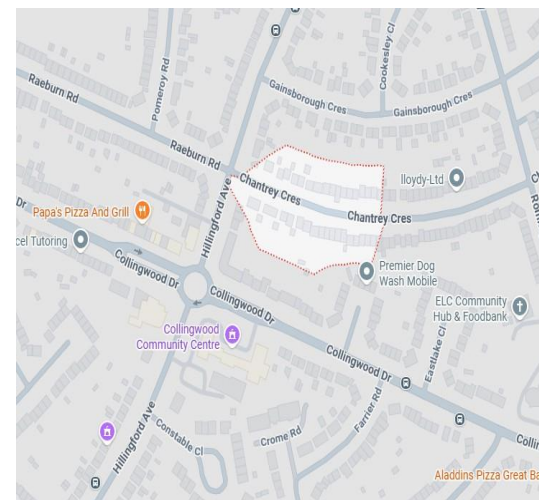 Cookesley Cl
Pomeroy Rd
Raeburn Rd
Gainsborough Cres
Gainsborough Cres
Raeburn Rd
Chantrey Cres
lloydy-Ltd
Hillingford Ave
Papa's Pizza And Grill
Dr
Chantrey Cres
cel Tutoring
Collingwood Dr
Premier Dog
Wash Mobile
Collingwood Dr
ELC Community
Hub & Foodbank
Collingwood
Community Centre
Eastlake Cl
Collingwood Dr
Farrier Rd
Hillingford Ave
Constable Cl
Crome Rd
Collin
Aladdins Pizza Great Ba